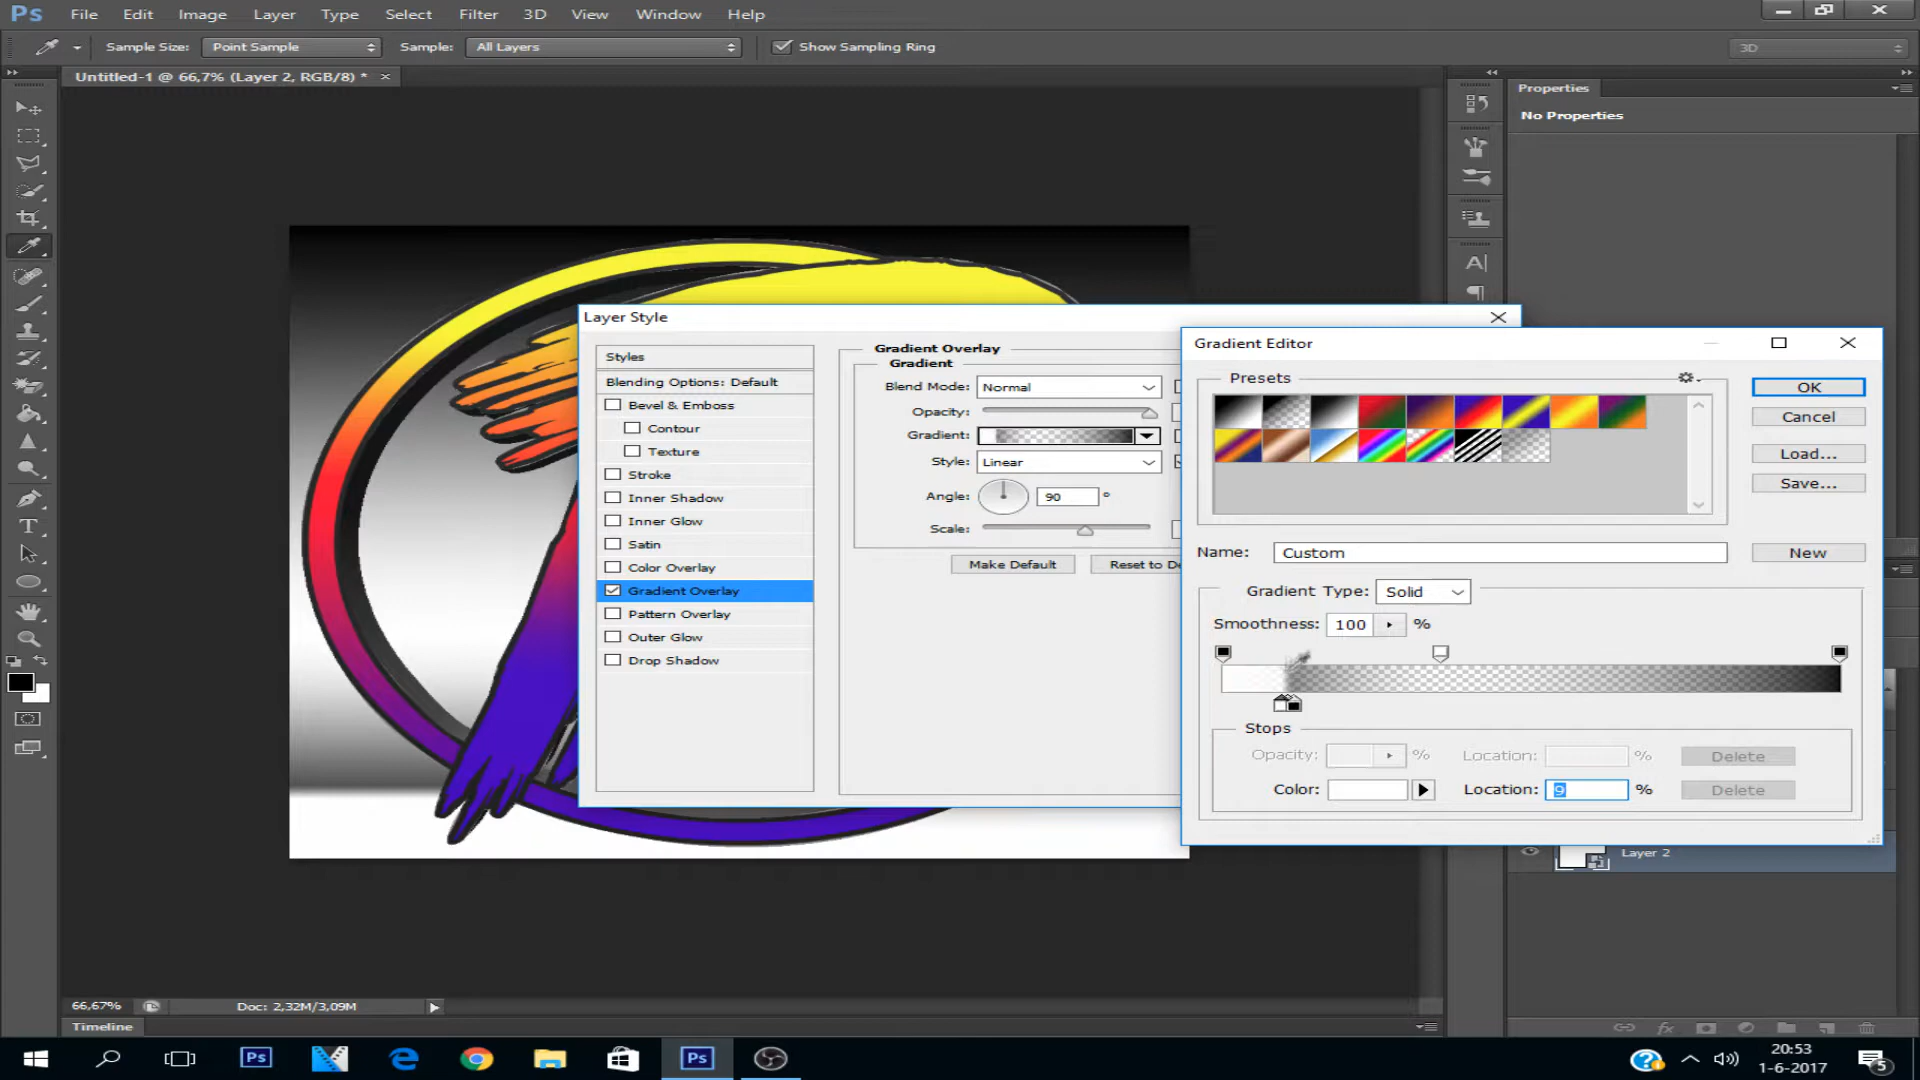 Ps File Edit Image Layer Type Select Filter 3D View Window Help
Sample Size: Point Sample Sample: All Layers Show Sampling Ring 3D
Untitled-1 @ 66,7% (Layer 2, RGB/8) * ×
Properties
No Properties
Layer Style
Styles
Blending Options: Default
Bevel & Emboss
Contour
Texture
Stroke
Inner Shadow
Inner Glow
Satin
Color Overlay
Gradient Overlay
Pattern Overlay
Outer Glow
Drop Shadow
Gradient Overlay
Gradient
Blend Mode: Normal
Opacity:
Gradient:
Style: Linear
Angle: 90 °
Scale:
Make Default Reset to De
Gradient Editor
Presets
OK
Cancel
Load...
Save...
Name: Custom New
Gradient Type: Solid
Smoothness: 100 %
Stops
Opacity: % Location: % Delete
Color: Location: 9 % Delete
Layer 2
66,67% Doc: 2,32M/3,09M
Timeline
Ps Ps
20:53
1-6-2017
5